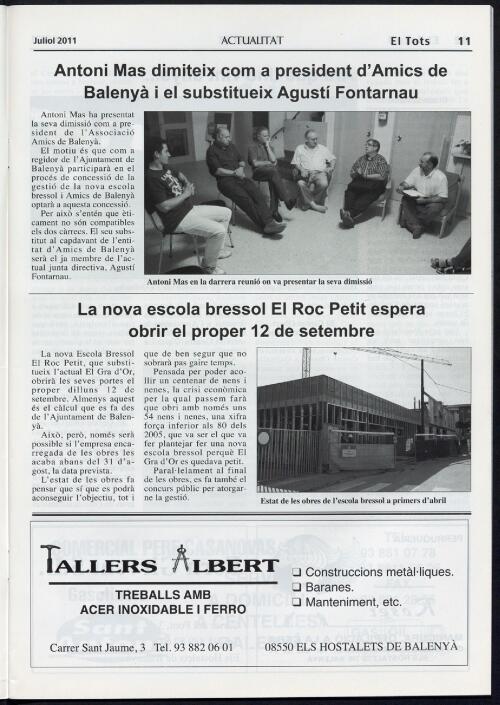 Juliol 2011 ACTUALITAT El Tots 11
Antoni Mas dimiteix com a president d'Amics de
Balenyà i el substitueix Agustí Fontarnau
Antoni Mas ha presentat
la seva dimissió com a pre-
sident de l'Associació
Amics de Balenyà.
El motiu és que com a
regidor de l'Ajuntament de
Balenyà participarà en el
procés de concessió de la
gestió de la nova escola
bressol i Amics de Balenyà
optarà a aquesta concessió.
Per això s'entén que èti-
cament no són compatibles
els dos càrrecs. El seu subs-
titut al capdavant de l'enti-
tat d'Amics de Balenyà
serà el ja membre de l'ac-
tual junta directiva, Agustí
Fontarnau.
Antoni Mas en la darrera reunió on va presentar la seva dimissió
La nova escola bressol El Roc Petit espera
obrir el proper 12 de setembre
La nova Escola Bressol
El Roc Petit, que substi-
tueix l'actual El Gra d'Or,
obrirà les seves portes el
proper dilluns 12 de
setembre. Almenys aquest
és el càlcul que es fa des
de l'Ajuntament de Balen-
yà.
Això, però, només serà
possible si l'empresa encar-
regada de les obres les
acaba abans del 31 d'a-
gost, la data prevista.
L'estat de les obres fa
pensar que sí que es podrà
aconseguir l'objectiu, tot i
que de ben segur que no
sobrarà pas gaire temps.
Pensada per poder aco-
llir un centenar de nens i
nenes, la crisi econòmica
per la qual passem farà
que obri amb només uns
54 nens i nenes, una xifra
força inferior als 80 dels
2005, que va ser el que va
fer plantejar fer una nova
escola bressol perquè El
Gra d'Or es quedava petit.
Paral·lelament al final
de les obres, es fa també el
concurs públic per atorgar-
ne la gestió.
Estat de les obres de l'escola bressol a primers d'abril
TALLERS ALBERT
TREBALLS AMB
ACER INOXIDABLE I FERRO
❑ Construccions metàl·liques.
❑ Baranes.
❑ Manteniment, etc.
Carrer Sant Jaume, 3 Tel. 93 882 06 01 08550 ELS HOSTALETS DE BALENYÀ